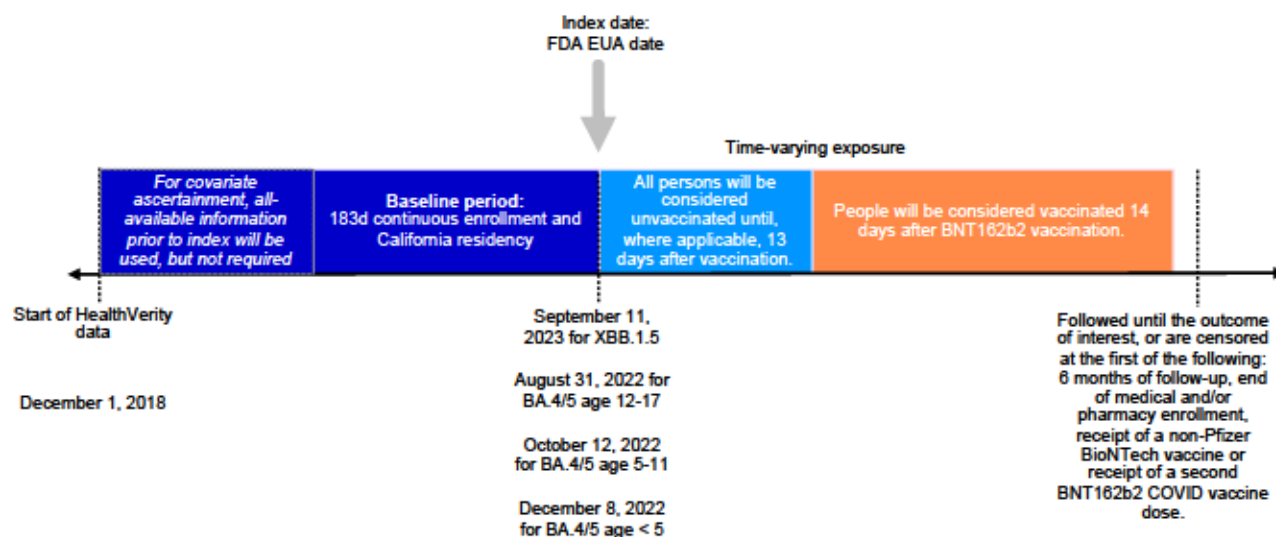 Index date:
FDA EUA date
Time-varying exposure
For covariate
ascertainment, all-
available information
prior to index will be
used, but not required
Baseline period:
183d continuous enrollment and
California residency
All persons will be
considered
unvaccinated until,
where applicable, 13
days after vaccination.
People will be considered vaccinated 14
days after BNT162b2 vaccination.
Start of HealthVerity
data
December 1, 2018
September 11,
2023 for XBB.1.5
August 31, 2022 for
BA.4/5 age 12-17
October 12, 2022
for BA.4/5 age 5-11
December 8, 2022
for BA.4/5 age < 5
Followed until the outcome
of interest, or are censored
at the first of the following:
6 months of follow-up, end
of medical and/or
pharmacy enrollment,
receipt of a non-Pfizer
BioNTech vaccine or
receipt of a second
BNT162b2 COVID vaccine
dose.